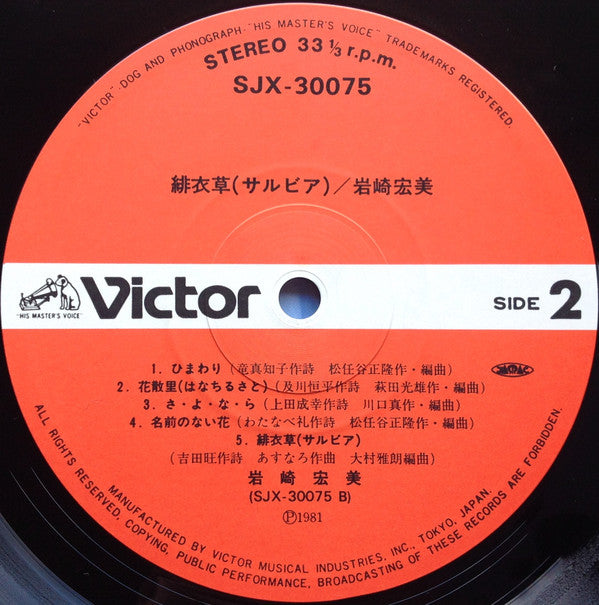 "VICTOR"-DOG AND PHONOGRAPH-"HIS MASTER'S VOICE" TRADEMARKS REGISTERED.
STEREO 33 1/3 r.p.m.
SJX-30075
緋衣草(サルビア)/岩崎宏美
"HIS MASTER'S VOICE"
Victor
SIDE 2
1. ひまわり(竜真知子作詩 松任谷正隆作・編曲)
2. 花散里(はなちるさと)(及川恒平作詩 萩田光雄作・編曲)
3. さ・よ・な・ら(上田成幸作詩 川口真作・編曲)
4. 名前のない花(わたなべ礼作詩 松任谷正隆作・編曲)
5. 緋衣草(サルビア)
(吉田旺作詩 あすなろ作曲 大村雅朗編曲)
岩崎宏美
(SJX-30075 B)
Ⓟ1981
MANUFACTURED BY VICTOR MUSICAL INDUSTRIES, INC., TOKYO, JAPAN.
ALL RIGHTS RESERVED, COPYING, PUBLIC PERFORMANCE, BROADCASTING OF THESE RECORDS ARE FORBIDDEN.